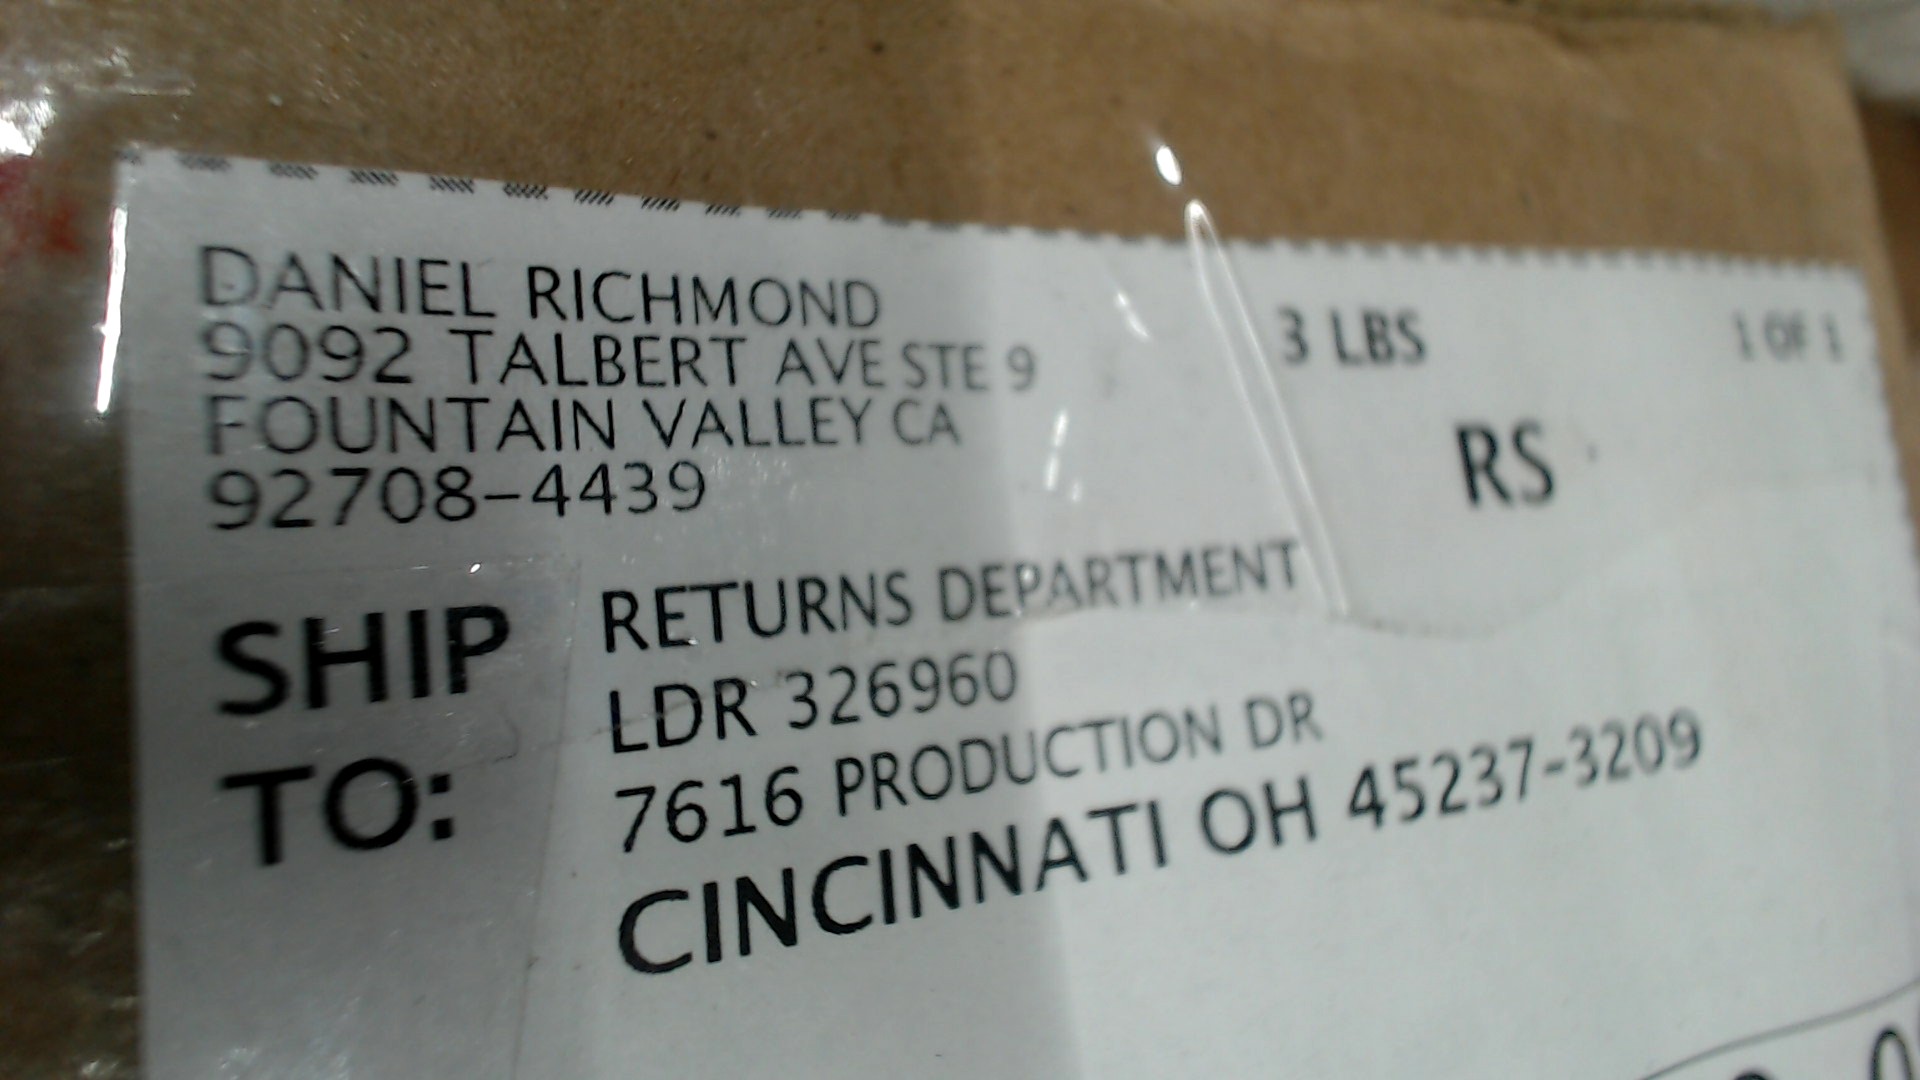 DANIEL RICHMOND
9092 TALBERT AVE STE 9
FOUNTAIN VALLEY CA
92708-4439
3 LBS
1 OF 1
RS
SHIP
TO:
RETURNS DEPARTMENT
LDR 326960
7616 PRODUCTION DR
CINCINNATI OH 45237-3209